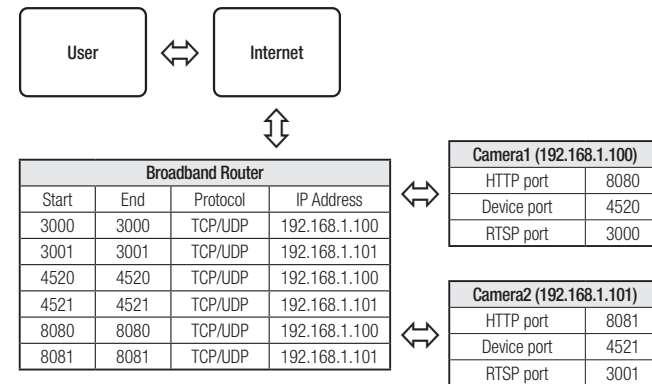 User
Internet
Broadband Router
Start End Protocol IP Address
3000 3000 TCP/UDP 192.168.1.100
3001 3001 TCP/UDP 192.168.1.101
4520 4520 TCP/UDP 192.168.1.100
4521 4521 TCP/UDP 192.168.1.101
8080 8080 TCP/UDP 192.168.1.100
8081 8081 TCP/UDP 192.168.1.101
Camera1 (192.168.1.100)
HTTP port 8080
Device port 4520
RTSP port 3000
Camera2 (192.168.1.101)
HTTP port 8081
Device port 4521
RTSP port 3001